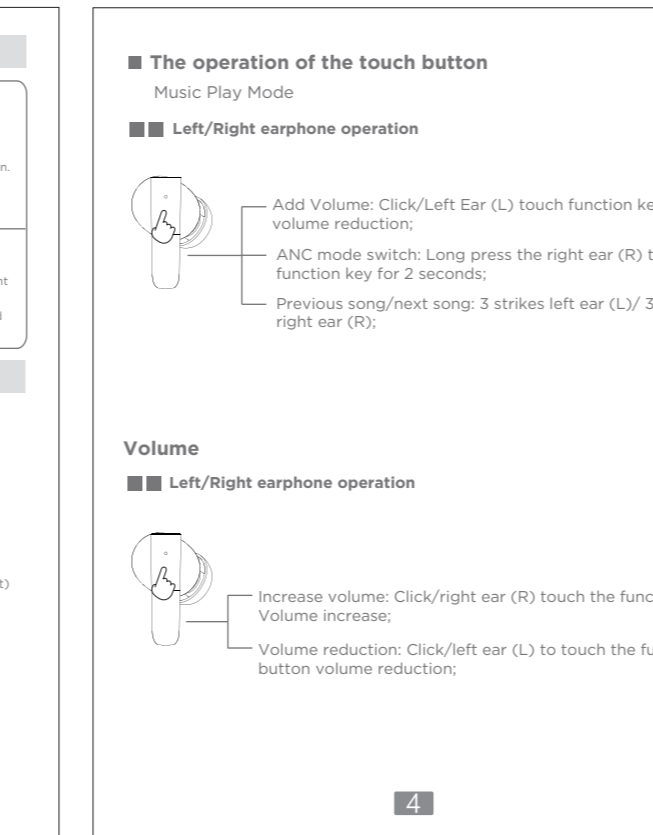 n.
nt
t)
The operation of the touch button
Music Play Mode
Left/Right earphone operation
Add Volume: Click/Left Ear (L) touch function
volume reduction;
ANC mode switch: Long press the right ear (R)
function key for 2 seconds;
Previous song/next song: 3 strikes left ear (L)/ 3
right ear (R);
Volume
Left/Right earphone operation
Increase volume: Click/right ear (R) touch the
Volume increase;
Volume reduction: Click/left ear (L) to touch the
button volume reduction;
4